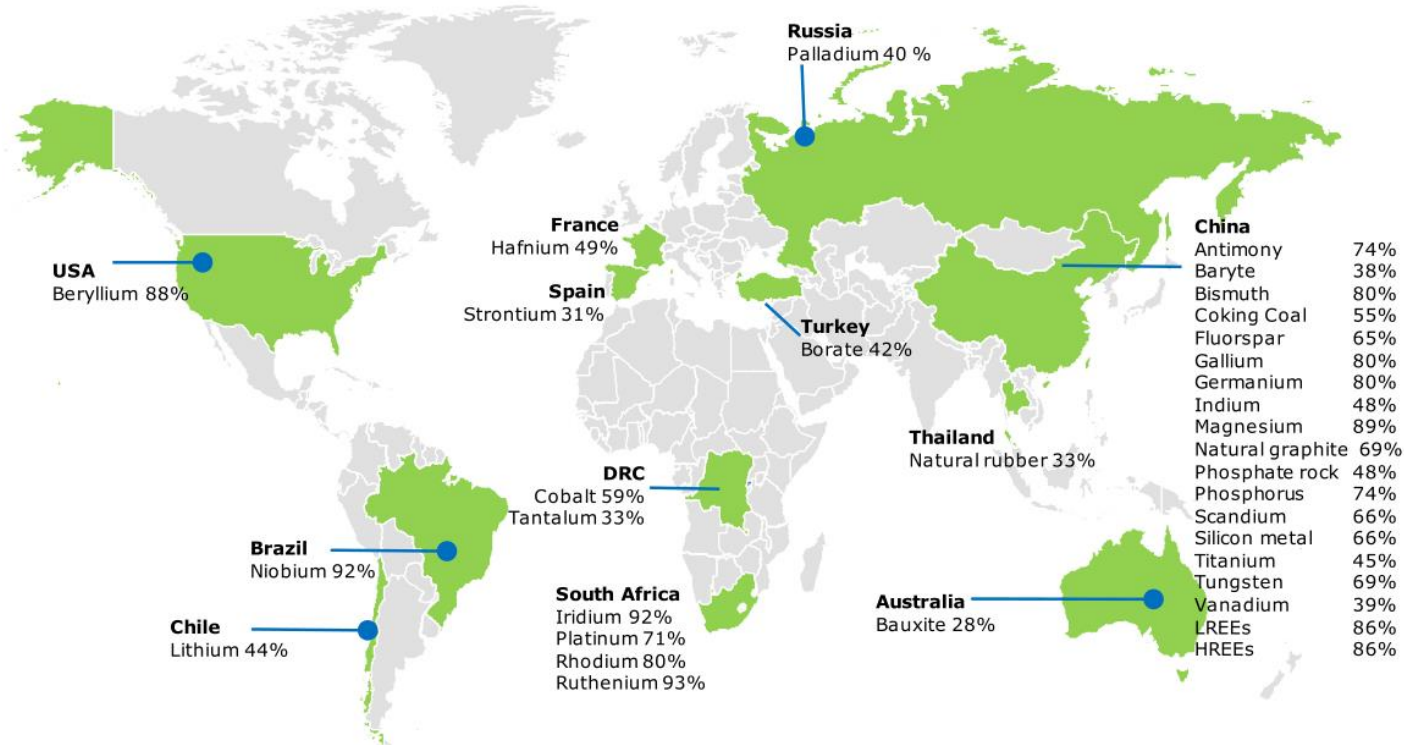 Russia
Palladium 40 %
France
Hafnium 49%
Spain
Strontium 31%
USA
Beryllium 88%
Turkey
Borate 42%
China
Antimony 74%
Baryte 38%
Bismuth 80%
Coking Coal 55%
Fluorspar 65%
Gallium 80%
Germanium 80%
Indium 48%
Magnesium 89%
Natural graphite 69%
Phosphate rock 48%
Phosphorus 74%
Scandium 66%
Silicon metal 66%
Titanium 45%
Tungsten 69%
Vanadium 39%
LREEs 86%
HREEs 86%
Thailand
Natural rubber 33%
DRC
Cobalt 59%
Tantalum 33%
Brazil
Niobium 92%
Chile
Lithium 44%
South Africa
Iridium 92%
Platinum 71%
Rhodium 80%
Ruthenium 93%
Australia
Bauxite 28%